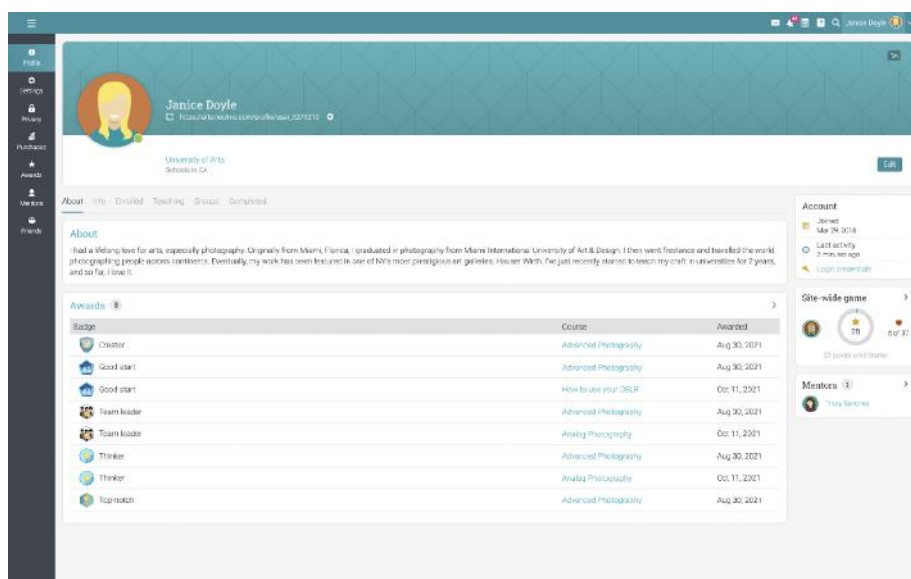 Janice Doyle
Profile
TA
Settings
Janice Doyle
Privacy
Purchases
University of Arts
Edit
Awards
Mentors
About Info Enrolled Teaching Groups Completed
Account
Friends
Joined
Mar 29, 2018
About
Last activity
2 minutes ago
I had a lifelong love for arts, especially photography. Originally from Miami, Florida, I graduated in photography from Miami International University of Art & Design. I then went freelance and travelled the world
photographing people across continents. Eventually, my work has been featured in one of NY's most prestigious art galleries: Hauser Wirth. I've just recently started to teach my craft in universities for 2 years,
and so far, I love it.
Login credentials
Awards 8
Site-wide game
Badge Course Awarded
Creator Advanced Photography Aug 30, 2021
28
Good start Advanced Photography Aug 30, 2021
Good start How to use your DSLR Oct 11, 2021
Mentors 1
Team leader Advanced Photography Aug 30, 2021
Team leader Analog Photography Oct 11, 2021
Thinker Advanced Photography Aug 30, 2021
Thinker Analog Photography Oct 11, 2021
Top-notch Advanced Photography Aug 30, 2021